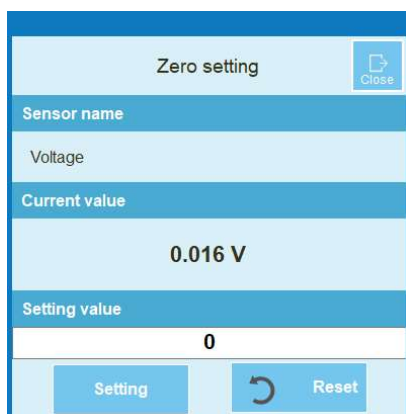 Zero setting
Close
Sensor name
Voltage
Current value
0.016 V
Setting value
0
Setting
Reset